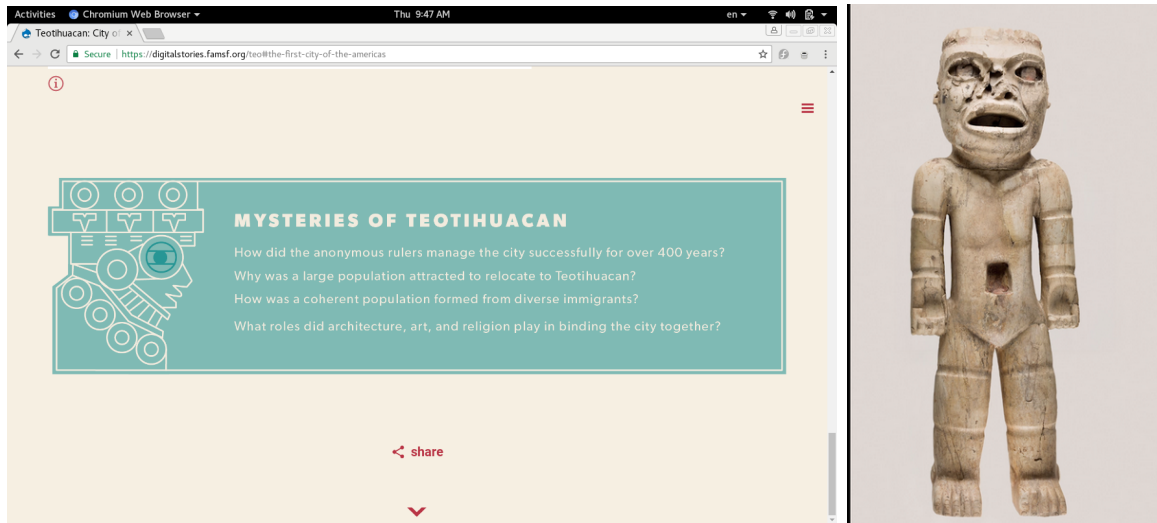 Activities Chromium Web Browser Thu 9:47 AM en
Teotihuacan: City of
Secure https://digitalstories.famsf.org/teo#the-first-city-of-the-americas
MYSTERIES OF TEOTIHUACAN
How did the anonymous rulers manage the city successfully for over 400 years?
Why was a large population attracted to relocate to Teotihuacan?
How was a coherent population formed from diverse immigrants?
What roles did architecture, art, and religion play in binding the city together?
share